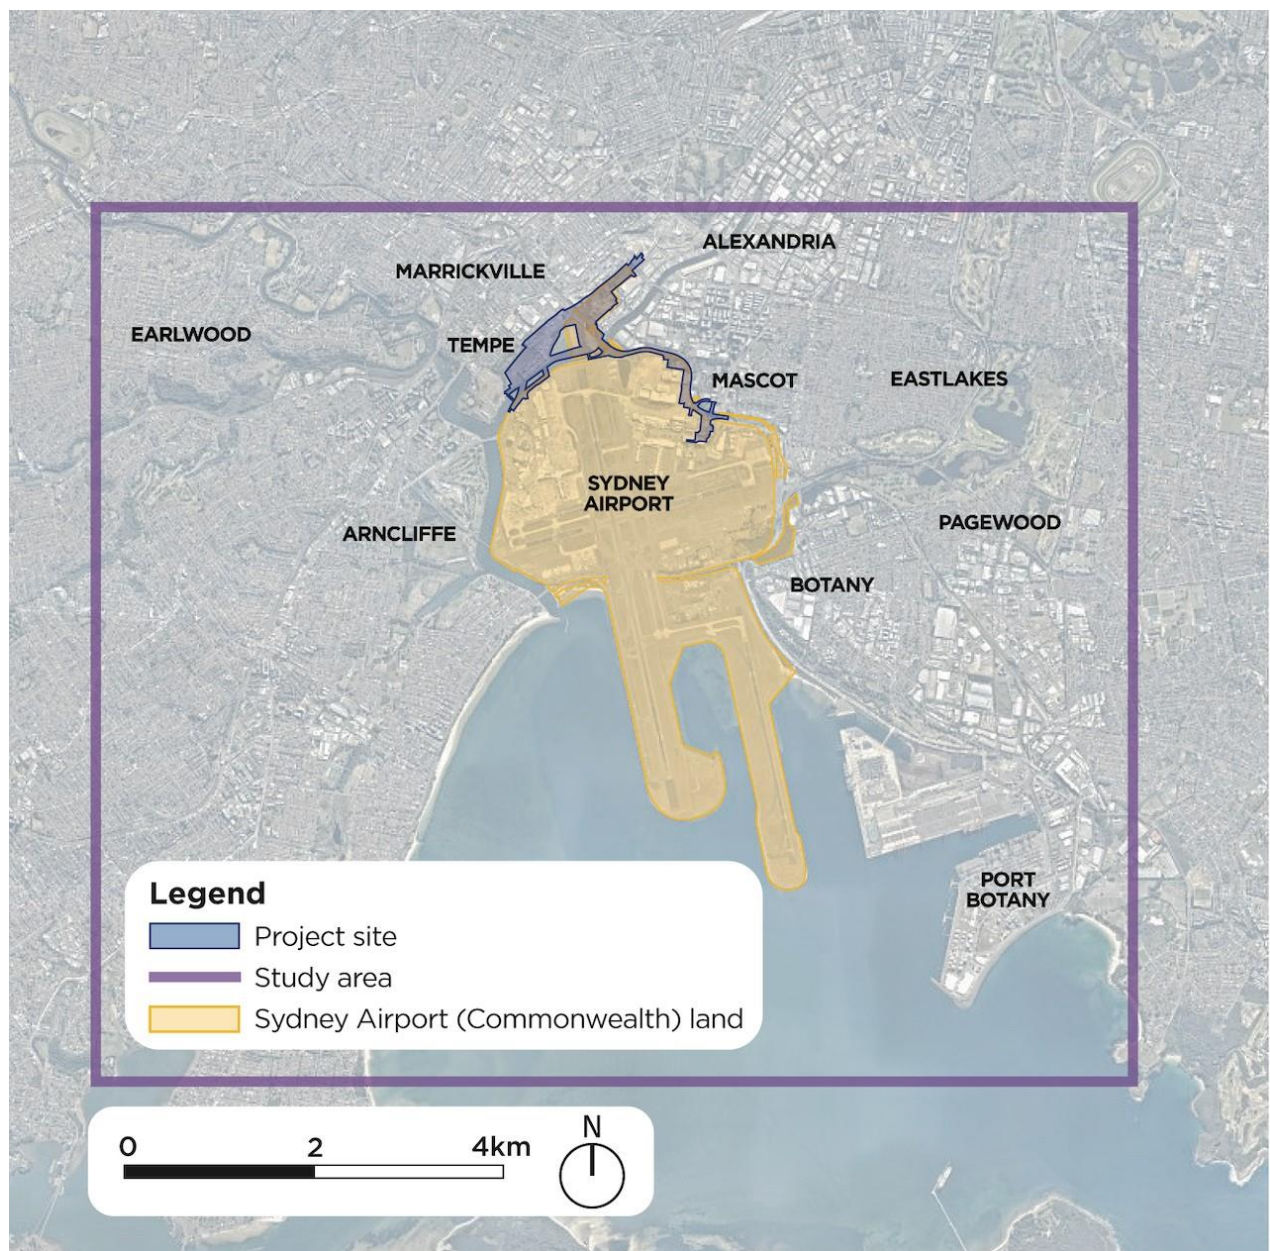 ALEXANDRIA
MARRICKVILLE
EARLWOOD
TEMPE
MASCOT
EASTLAKES
SYDNEY
AIRPORT
PAGEWOOD
ARNCLIFFE
BOTANY
PORT
BOTANY
Legend
Project site
Study area
Sydney Airport (Commonwealth) land
0 2 4km
N